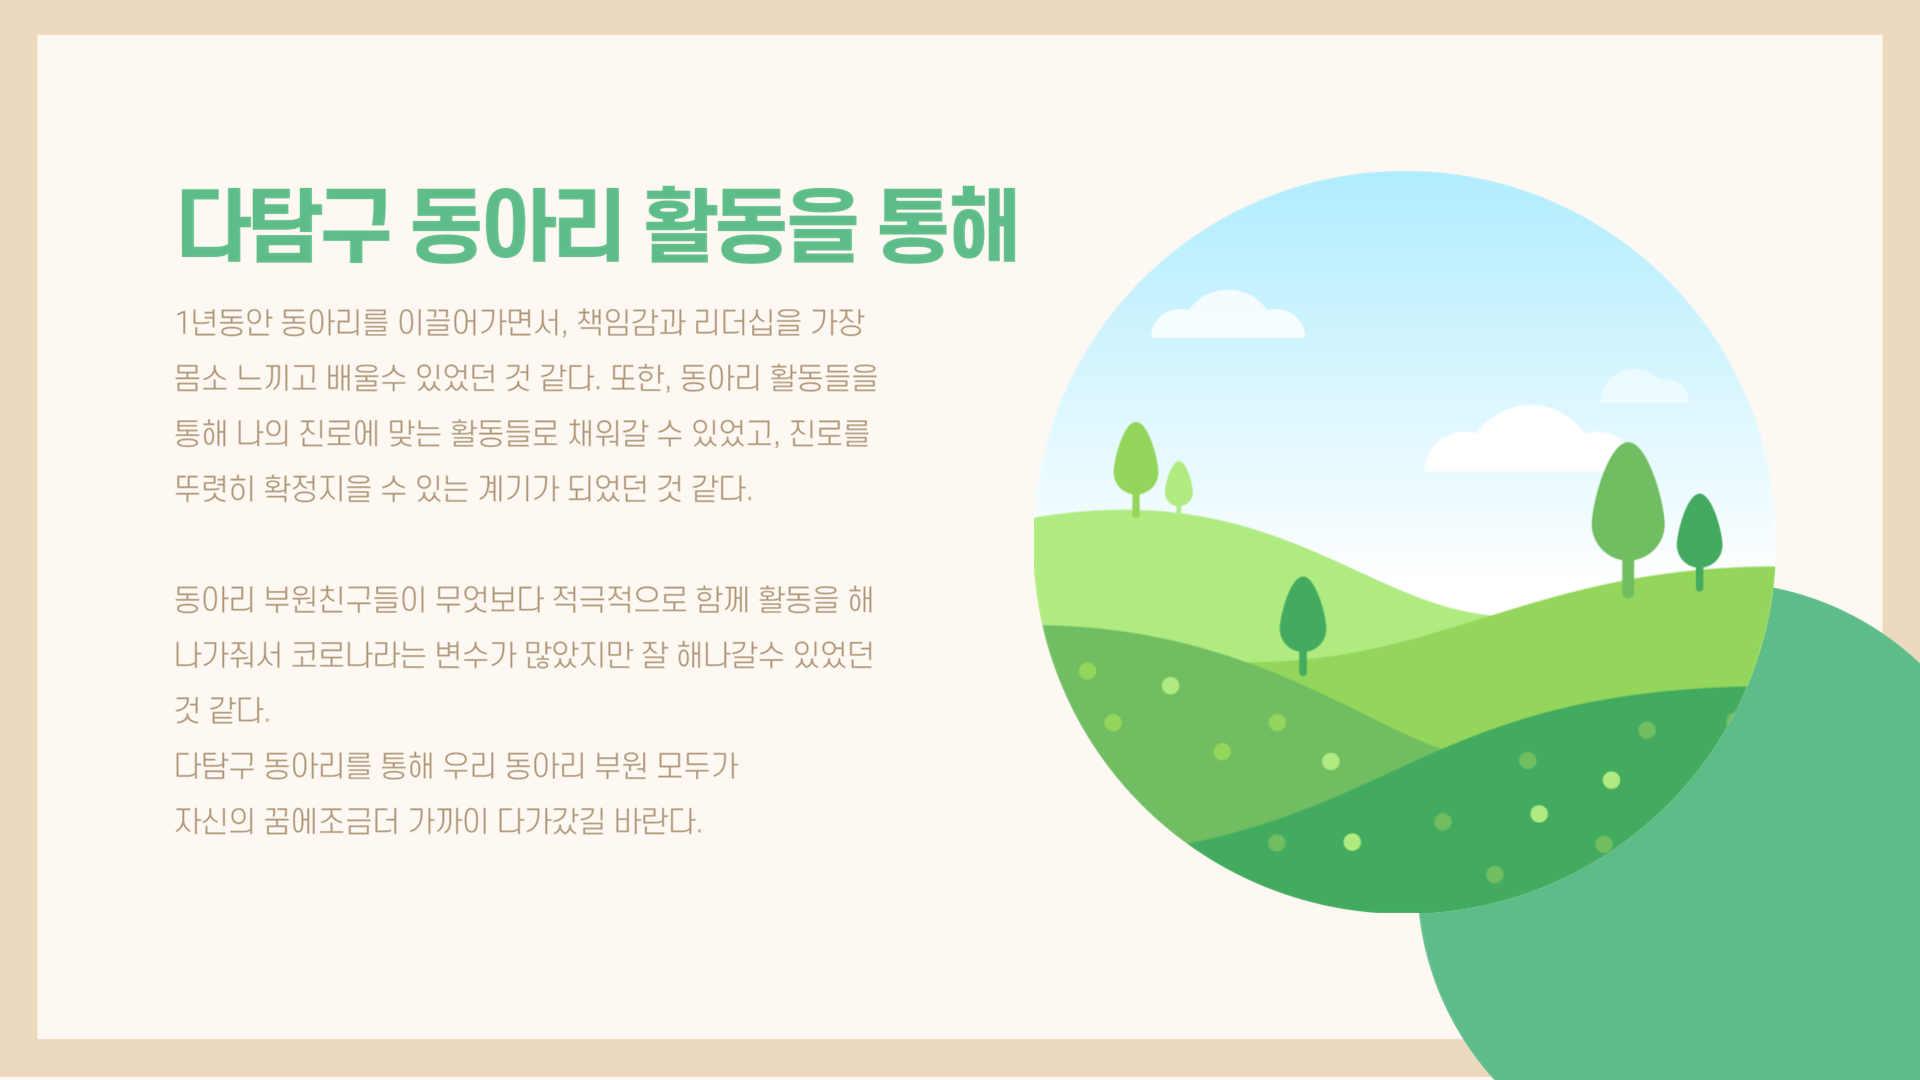 다탐구 동아리 활동을 통해
1년동안 동아리를 이끌어가면서, 책임감과 리더십을 가장
몸소 느끼고 배울수 있었던 것 같다. 또한, 동아리 활동들을
통해 나의 진로에 맞는 활동들로 채워갈 수 있었고, 진로를
뚜렷히 확정지을 수 있는 계기가 되었던 것 같다.
동아리 부원친구들이 무엇보다 적극적으로 함께 활동을 해
나가줘서 코로나라는 변수가 많았지만 잘 해나갈수 있었던
것 같다.
다탐구 동아리를 통해 우리 동아리 부원 모두가
자신의 꿈에조금더 가까이 다가갔길 바란다.